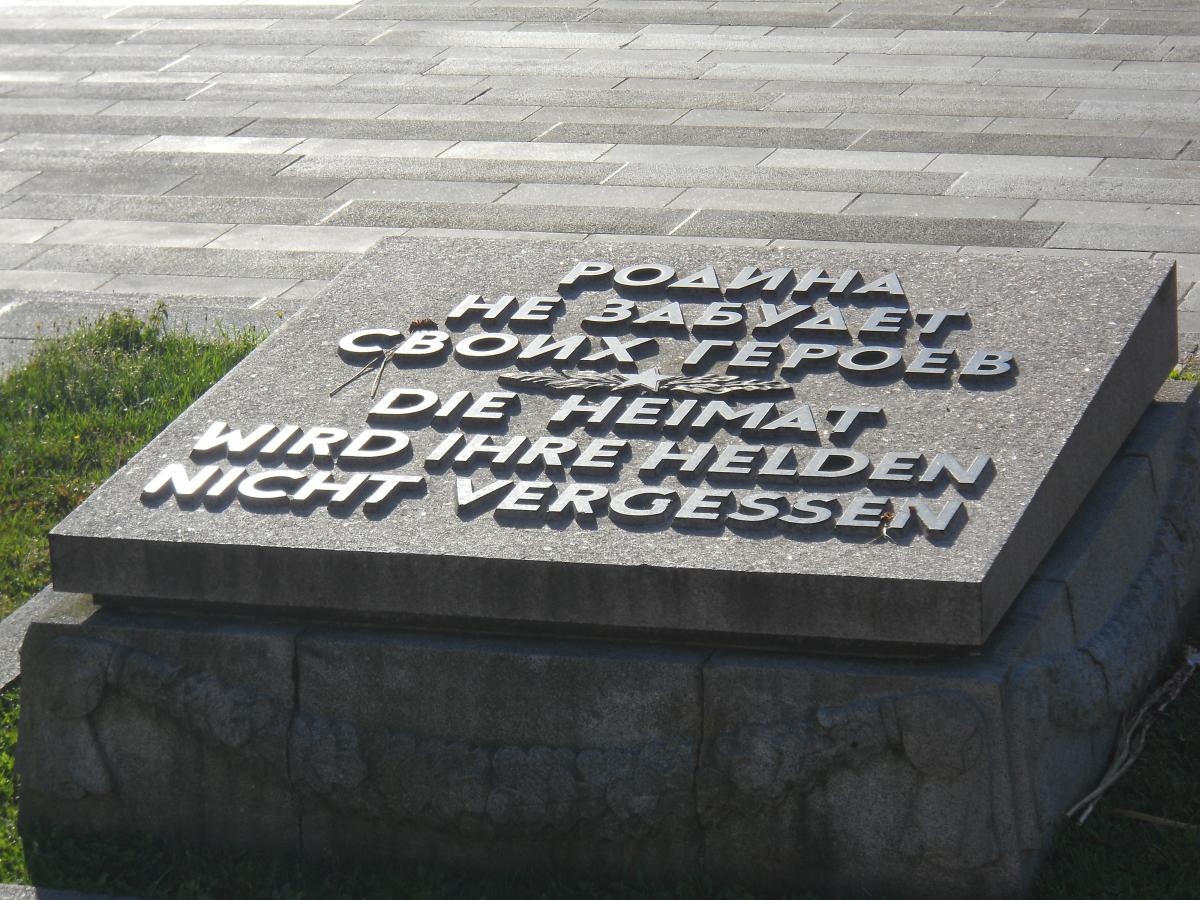 РОДИНА
НЕ ЗАБУДЕТ
СВОИХ ГЕРОЕВ
DIE HEIMAT
WIRD IHRE HELDEN
NICHT VERGESSEN